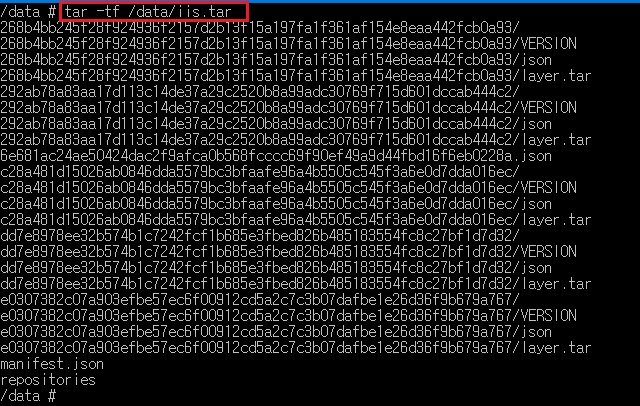 /data # tar -tf /data/iis.tar
268b4bb245f28f924936f2157d2b13f15a197fa1f361af154e8eaa442fcb0a93/
268b4bb245f28f924936f2157d2b13f15a197fa1f361af154e8eaa442fcb0a93/VERSION
268b4bb245f28f924936f2157d2b13f15a197fa1f361af154e8eaa442fcb0a93/json
268b4bb245f28f924936f2157d2b13f15a197fa1f361af154e8eaa442fcb0a93/layer.tar
292ab78a83aa17d113c14de37a29c2520b8a99adc30769f715d601dccab444c2/
292ab78a83aa17d113c14de37a29c2520b8a99adc30769f715d601dccab444c2/VERSION
292ab78a83aa17d113c14de37a29c2520b8a99adc30769f715d601dccab444c2/json
292ab78a83aa17d113c14de37a29c2520b8a99adc30769f715d601dccab444c2/layer.tar
6e681ac24ae50424dac2f9afca0b568fcccc69f90ef49a9d44fbd16f6eb0228a.json
c28a481d15026ab0846dda5579bc3bfaafe96a4b5505c545f3a6e0d7dda016ec/
c28a481d15026ab0846dda5579bc3bfaafe96a4b5505c545f3a6e0d7dda016ec/VERSION
c28a481d15026ab0846dda5579bc3bfaafe96a4b5505c545f3a6e0d7dda016ec/json
c28a481d15026ab0846dda5579bc3bfaafe96a4b5505c545f3a6e0d7dda016ec/layer.tar
dd7e8978ee32b574b1c7242fcf1b685e3fbed826b485183554fc8c27bf1d7d32/
dd7e8978ee32b574b1c7242fcf1b685e3fbed826b485183554fc8c27bf1d7d32/VERSION
dd7e8978ee32b574b1c7242fcf1b685e3fbed826b485183554fc8c27bf1d7d32/json
dd7e8978ee32b574b1c7242fcf1b685e3fbed826b485183554fc8c27bf1d7d32/layer.tar
e0307382c07a903efbe57ec6f00912cd5a2c7c3b07dafbe1e26d36f9b679a767/
e0307382c07a903efbe57ec6f00912cd5a2c7c3b07dafbe1e26d36f9b679a767/VERSION
e0307382c07a903efbe57ec6f00912cd5a2c7c3b07dafbe1e26d36f9b679a767/json
e0307382c07a903efbe57ec6f00912cd5a2c7c3b07dafbe1e26d36f9b679a767/layer.tar
manifest.json
repositories
/data #